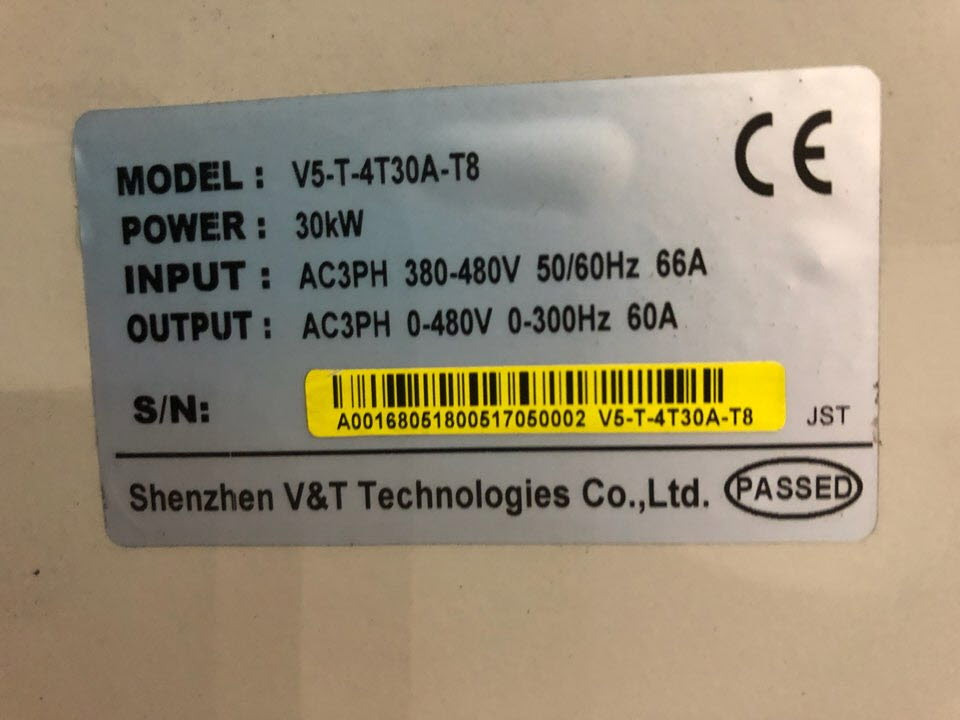 CE
MODEL : V5-T-4T30A-T8
POWER : 30kW
INPUT : AC3PH 380-480V 50/60Hz 66A
OUTPUT : AC3PH 0-480V 0-300Hz 60A
S/N: A00168051800517050002 V5-T-4T30A-T8 JST
Shenzhen V&T Technologies Co.,Ltd. PASSED